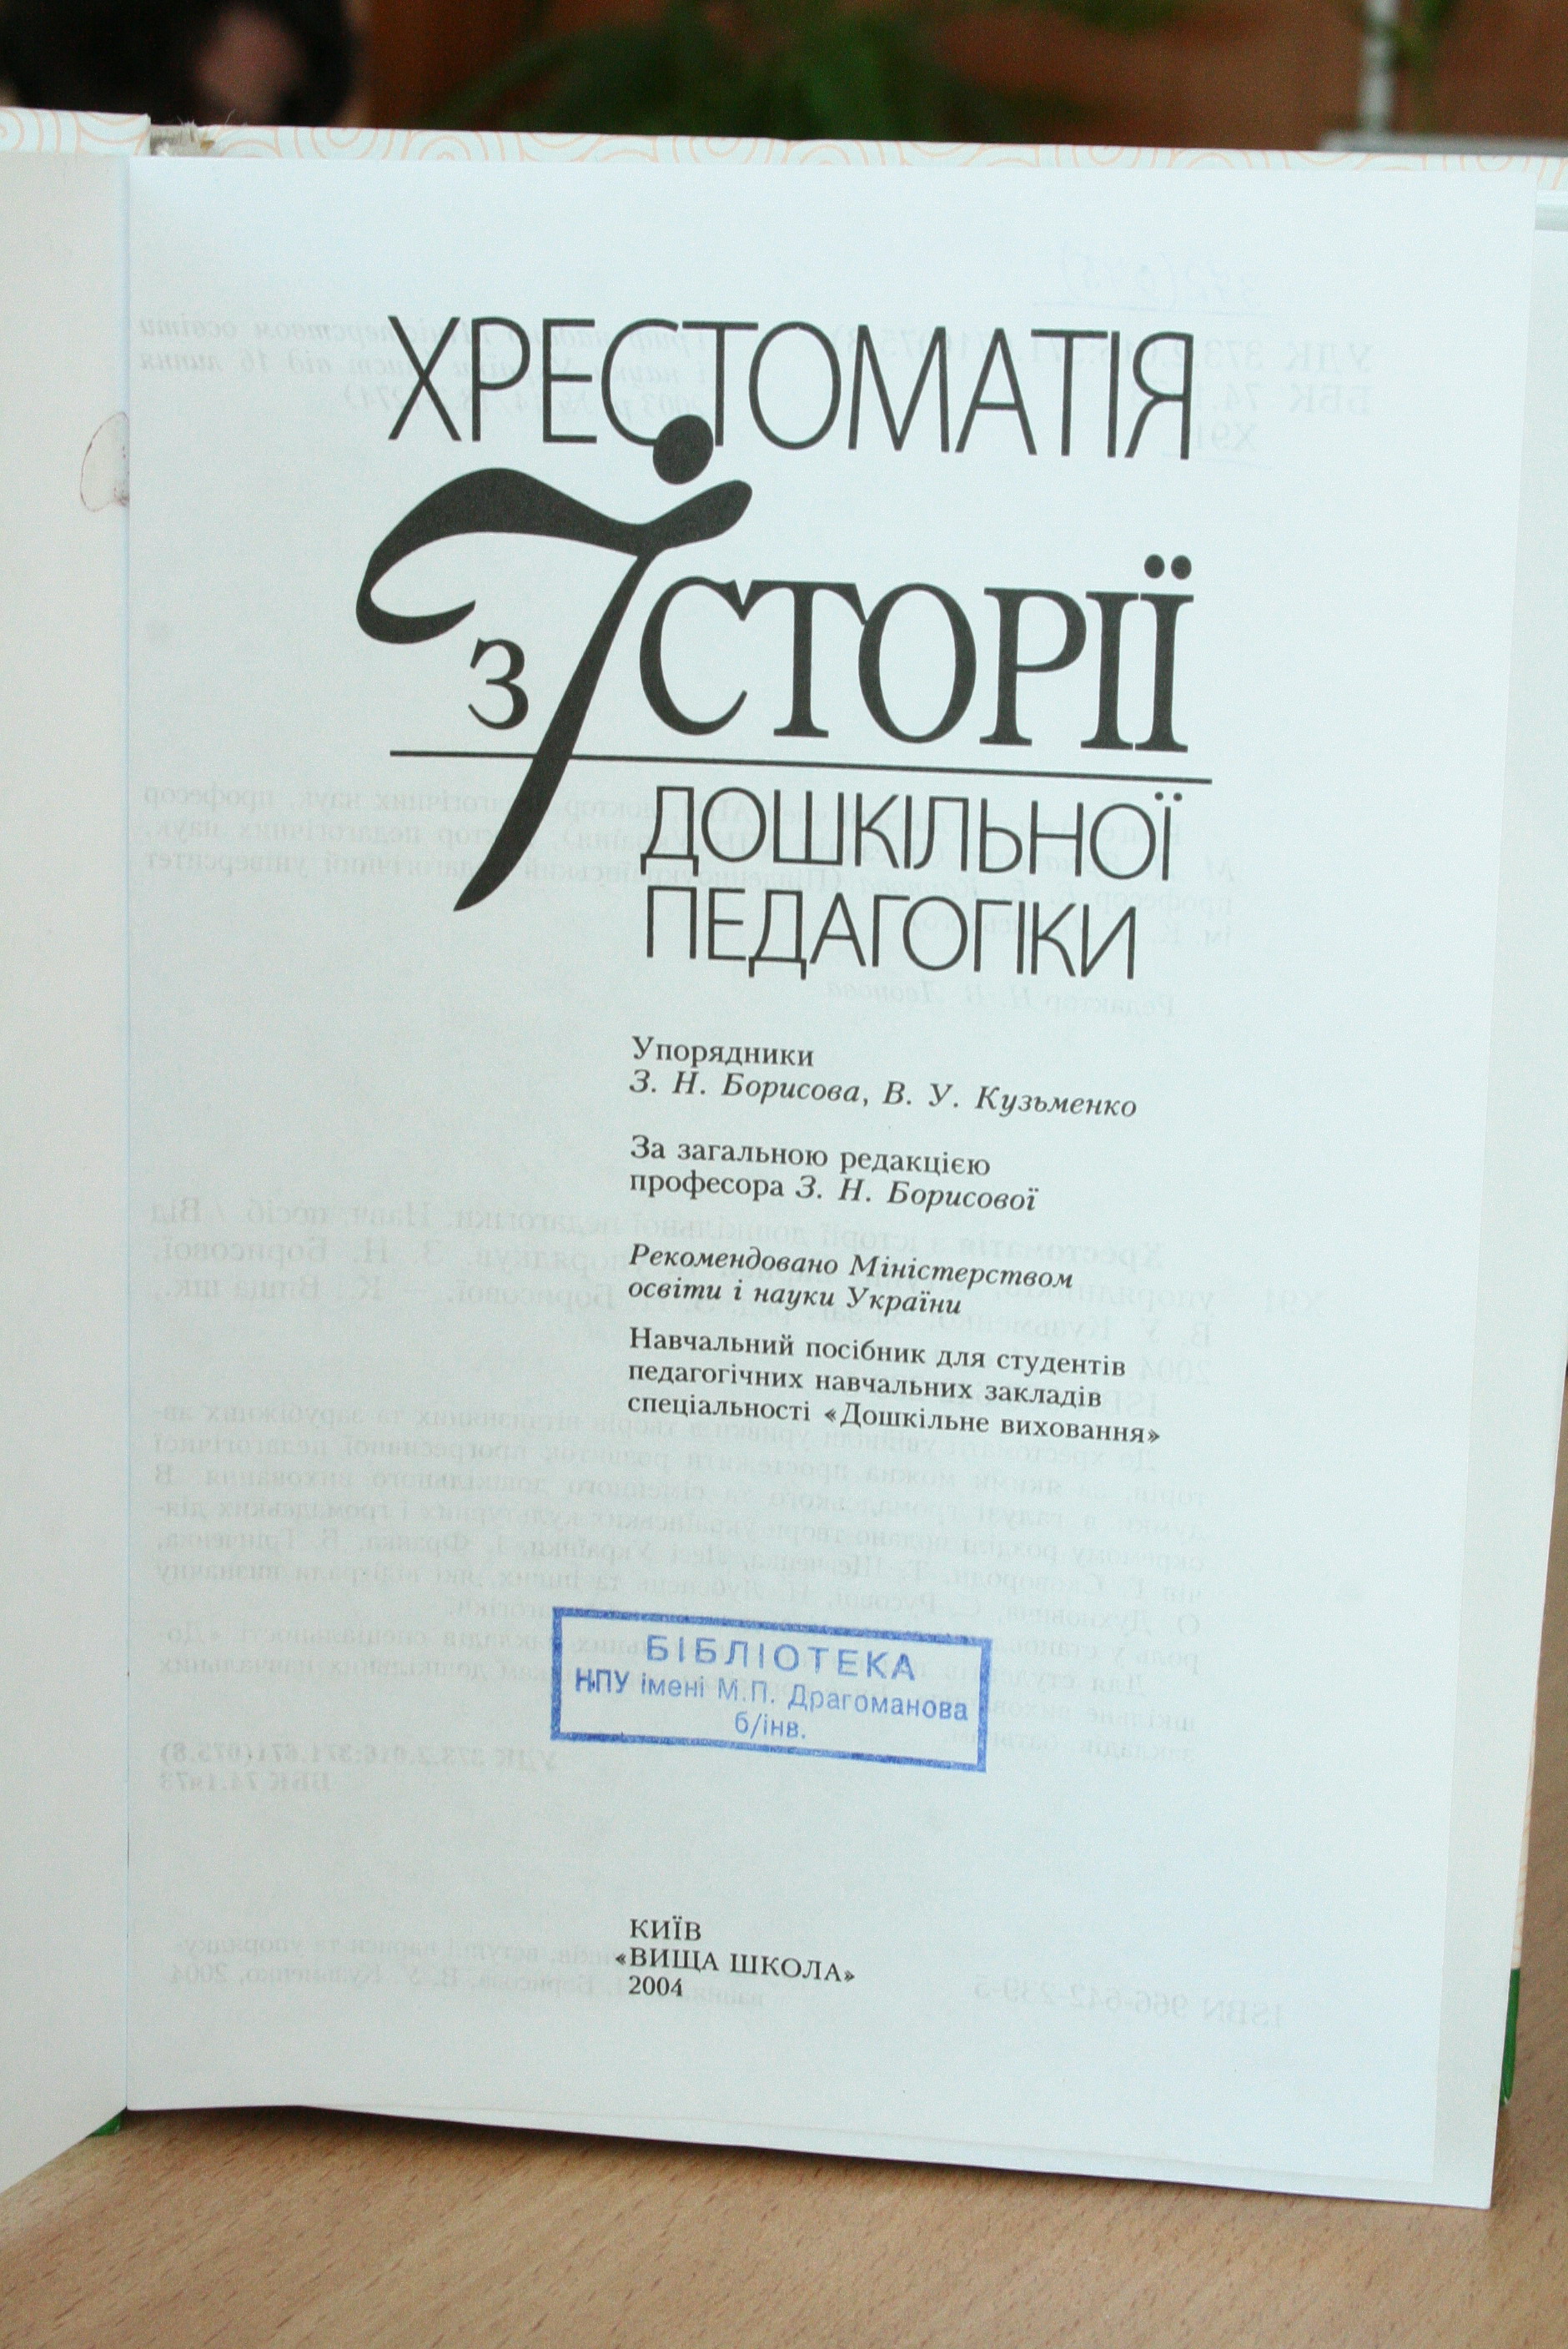 ХРЕСТОМАТІЯ
З ІСТОРІЇ
ДОШКІЛЬНОЇ
ПЕДАГОГІКИ
Упорядники
З. Н. Борисова, В. У. Кузьменко
За загальною редакцією
професора З. Н. Борисової
Рекомендовано Міністерством
освіти і науки України
Навчальний посібник для студентів
педагогічних навчальних закладів
спеціальності «Дошкільне виховання»
БІБЛІОТЕКА
НПУ імені М.П. Драгоманова
б/інв.
КИЇВ
«ВИЩА ШКОЛА»
2004